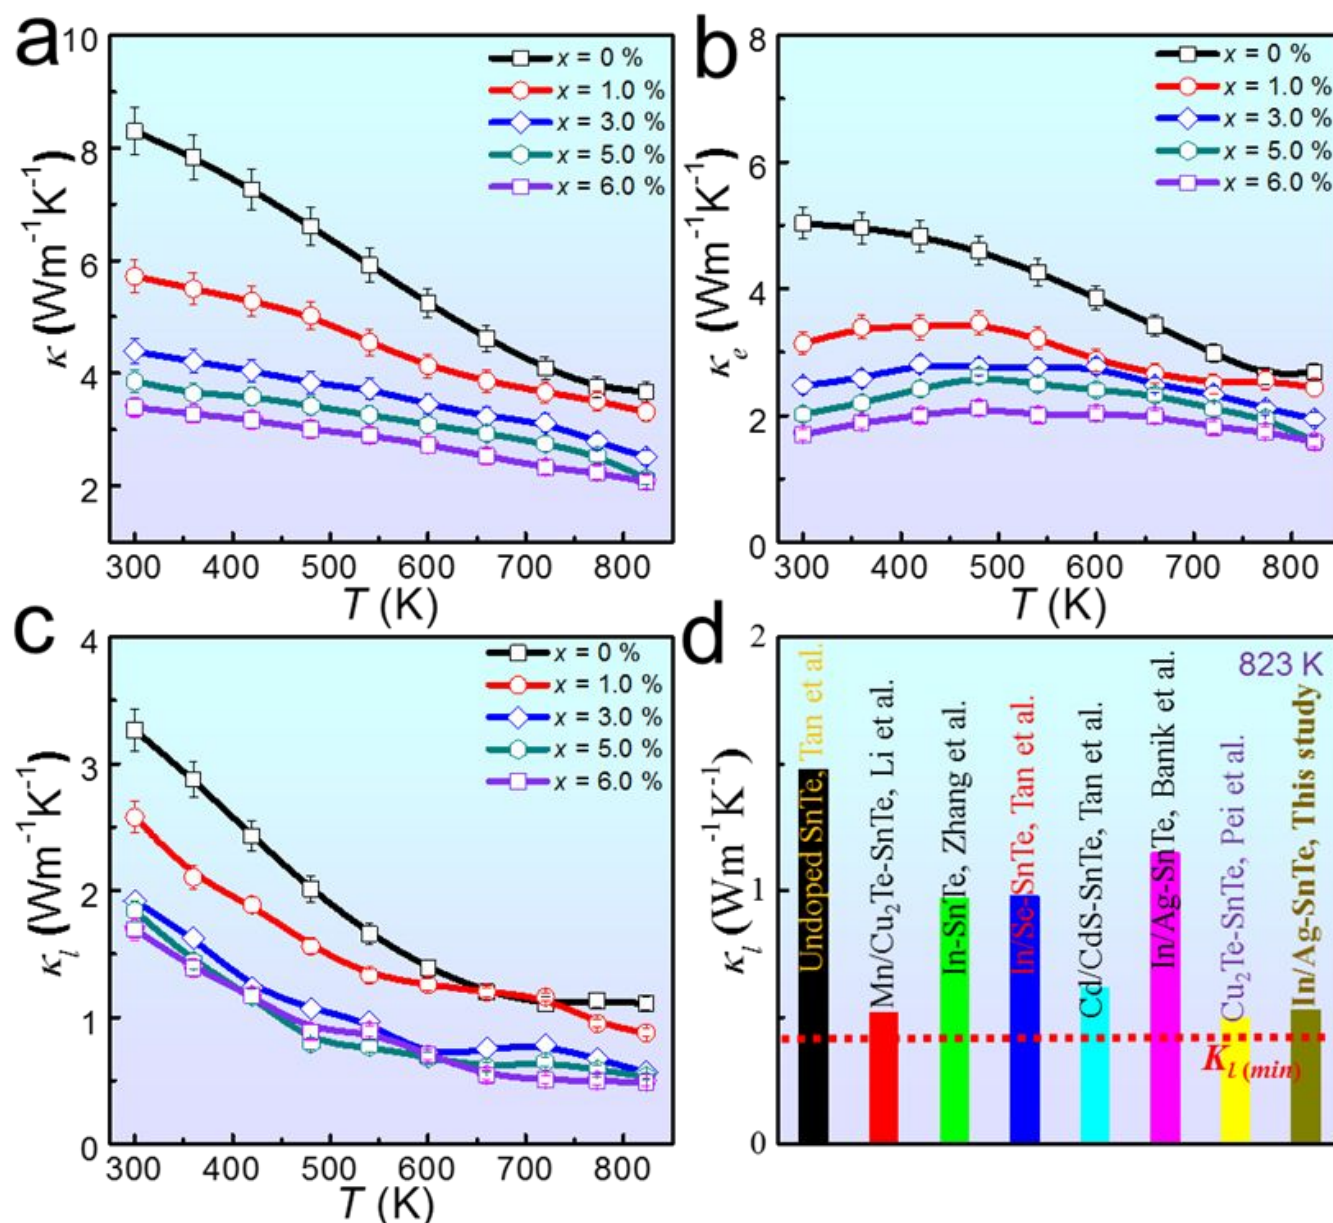 a
10
8
6
4
2
κ (Wm⁻¹K⁻¹)
x = 0 %
x = 1.0 %
x = 3.0 %
x = 5.0 %
x = 6.0 %
300 400 500 600 700 800
T (K)
b
8
6
4
2
0
κₑ (Wm⁻¹K⁻¹)
x = 0 %
x = 1.0 %
x = 3.0 %
x = 5.0 %
x = 6.0 %
300 400 500 600 700 800
T (K)
c
4
3
2
1
0
κₗ (Wm⁻¹K⁻¹)
x = 0 %
x = 1.0 %
x = 3.0 %
x = 5.0 %
x = 6.0 %
300 400 500 600 700 800
T (K)
d
2
1
0
κₗ (Wm⁻¹K⁻¹)
823 K
Undoped SnTe, Tan et al.
Mn/Cu₂Te-SnTe, Li et al.
In-SnTe, Zhang et al.
In/Se-SnTe, Tan et al.
Cd/CdS-SnTe, Tan et al.
In/Ag-SnTe, Banik et al.
Cu₂Te-SnTe, Pei et al.
In/Ag-SnTe, This study
K l (min)